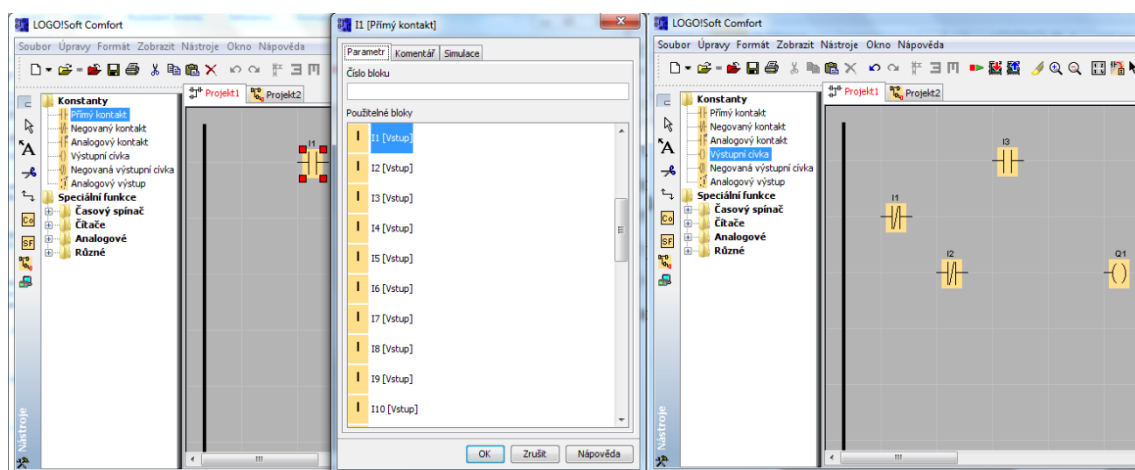 LOGO!Soft Comfort
Soubor Úpravy Formát Zobrazit Nástroje Okno Nápověda
Projekt1 Projekt2
Konstanty
Přímý kontakt
Negovaný kontakt
Analogový kontakt
Výstupní cívka
Negovaná výstupní cívka
Analogový výstup
Speciální funkce
Časový spínač
Čítače
Analogové
Různé
A
Co
SF
Nástroje
I1
I1 [Přímý kontakt]
Parametr Komentář Simulace
Číslo bloku
Použitelné bloky
I I1 [Vstup]
I I2 [Vstup]
I I3 [Vstup]
I I4 [Vstup]
I I5 [Vstup]
I I6 [Vstup]
I I7 [Vstup]
I I8 [Vstup]
I I9 [Vstup]
I I10 [Vstup]
OK Zrušit Nápověda
LOGO!Soft Comfort
Soubor Úpravy Formát Zobrazit Nástroje Okno Nápověda
Projekt1 Projekt2
Konstanty
Přímý kontakt
Negovaný kontakt
Analogový kontakt
Výstupní cívka
Negovaná výstupní cívka
Analogový výstup
Speciální funkce
Časový spínač
Čítače
Analogové
Různé
A
Co
SF
Nástroje
I3
I1
I2
Q1